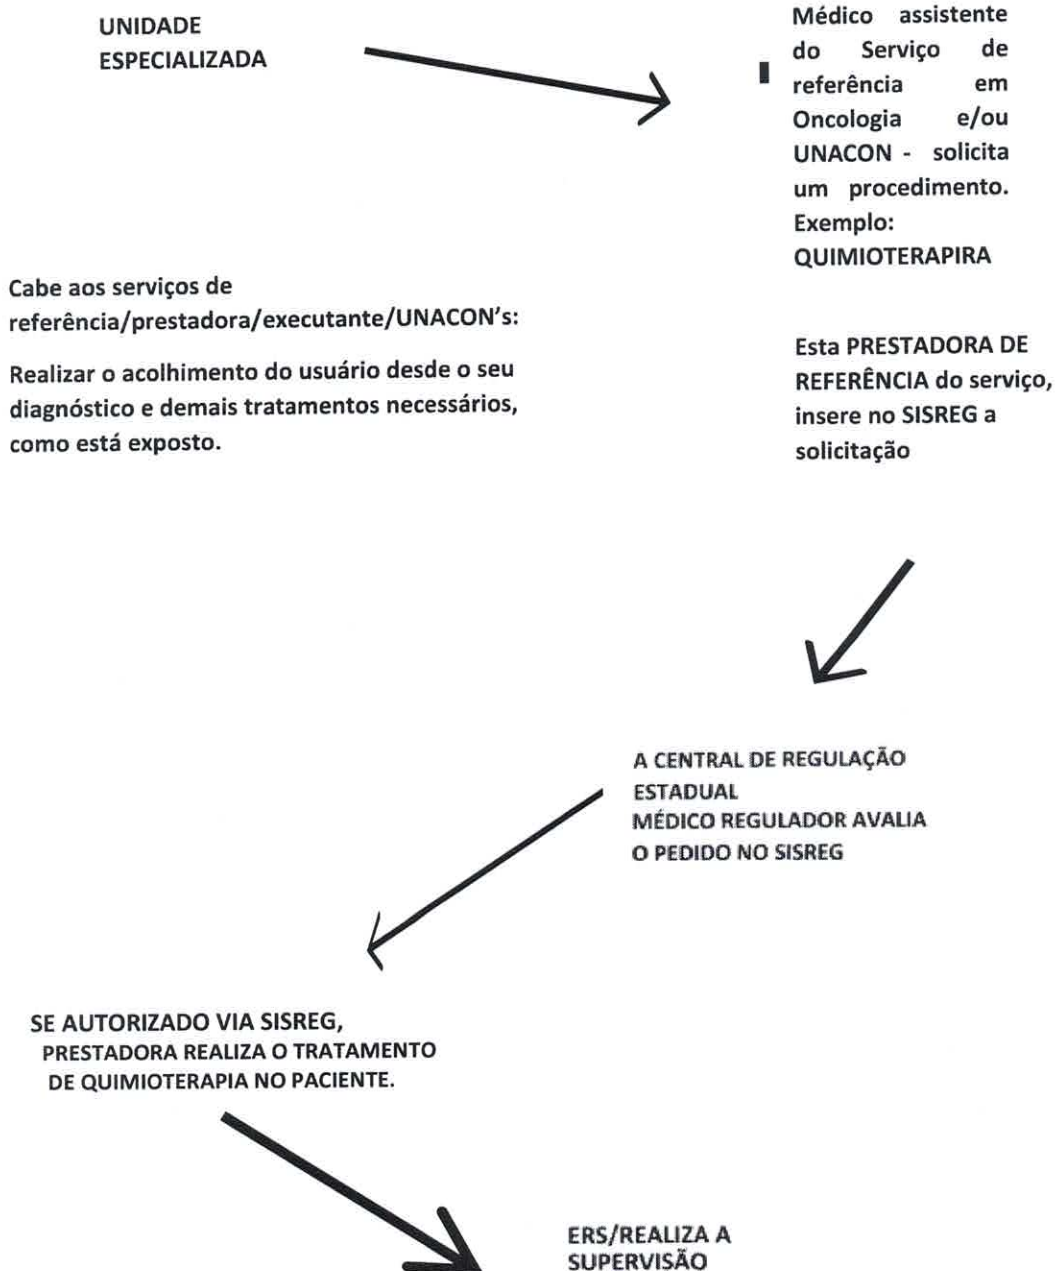 UNIDADE
ESPECIALIZADA
Médico assistente
do Serviço de
referência em
Oncologia e/ou
UNACON - solicita
um procedimento.
Exemplo:
QUIMIOTERAPIRA
Cabe aos serviços de
referência/prestadora/executante/UNACON's:
Realizar o acolhimento do usuário desde o seu
diagnóstico e demais tratamentos necessários,
como está exposto.
Esta PRESTADORA DE
REFERÊNCIA do serviço,
insere no SISREG a
solicitação
A CENTRAL DE REGULAÇÃO
ESTADUAL
MÉDICO REGULADOR AVALIA
O PEDIDO NO SISREG
SE AUTORIZADO VIA SISREG,
PRESTADORA REALIZA O TRATAMENTO
DE QUIMIOTERAPIA NO PACIENTE.
ERS/REALIZA A
SUPERVISÃO